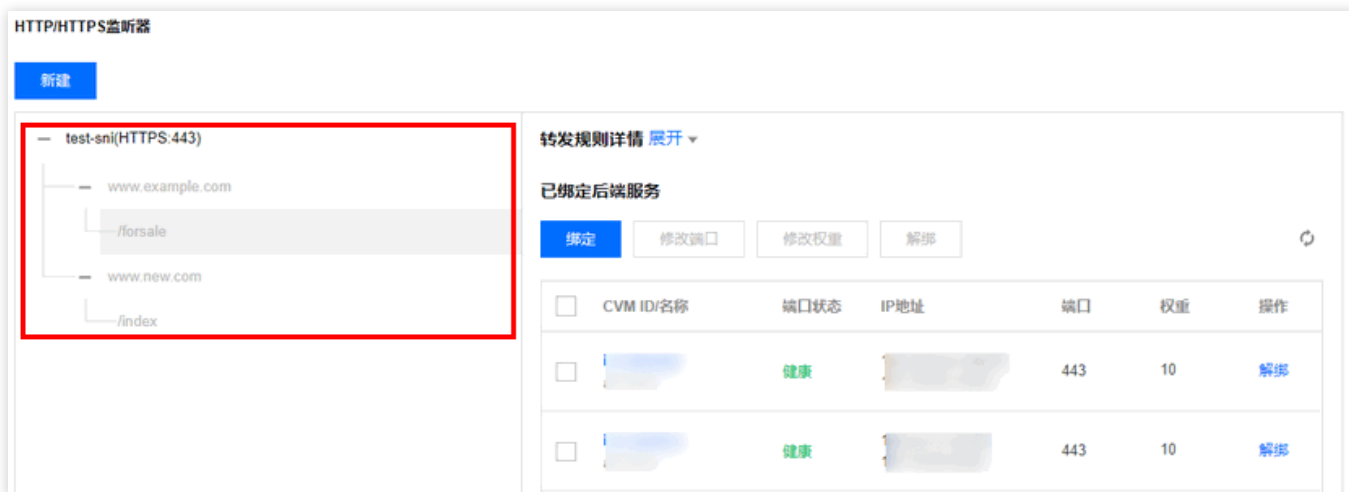 HTTP/HTTPS监听器
新建
test-sni(HTTPS:443)
www.example.com
/forsale
www.new.com
/index
转发规则详情 展开
已绑定后端服务
绑定 修改端口 修改权重 解绑
CVM ID/名称 端口状态 IP地址 端口 权重 操作
健康 443 10 解绑
健康 443 10 解绑